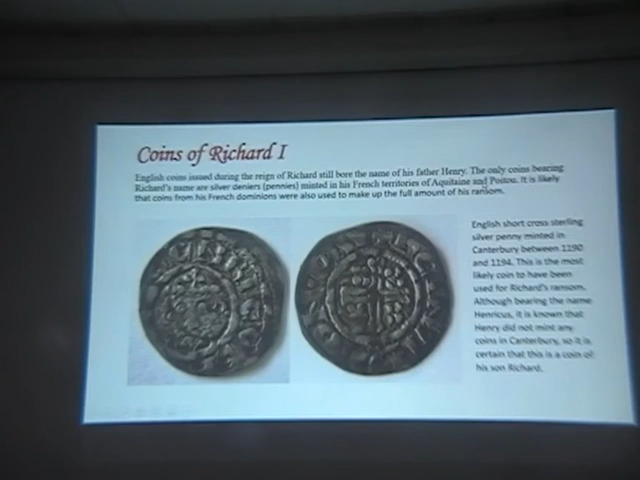 Coins of Richard I
English coins issued during the reign of Richard still bore the name of his father Henry. The only coins bearing
Richard's name are silver deniers (pennies) minted in his French territories of Aquitaine and Poitou. It is likely
that coins from his French dominions were also used to make up the full amount of his ransom.
English short cross sterling
silver penny minted in
Canterbury between 1190
and 1194. This is the most
likely coin to have been
used for Richard's ransom.
Although bearing the name
Henricus, it is known that
Henry did not mint any
coins in Canterbury, so it is
certain that this is a coin of
his son Richard.